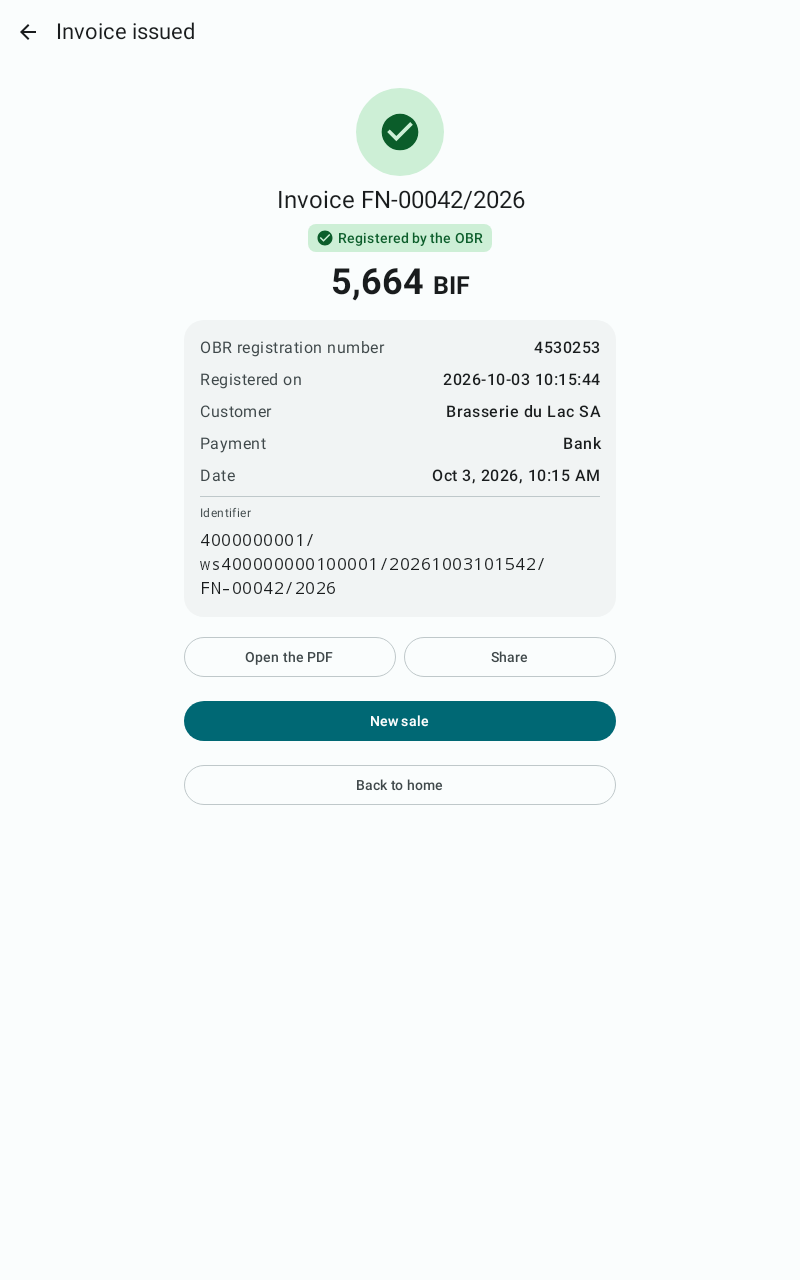 Invoice issued
Invoice FN-00042/2026
Registered by the OBR
5,664 BIF
OBR registration number 4530253
Registered on 2026-10-03 10:15:44
Customer Brasserie du Lac SA
Payment Bank
Date Oct 3, 2026, 10:15 AM
Identifier
4000000001/
ws400000000100001/20261003101542/
FN-00042/2026
Open the PDF Share
New sale
Back to home